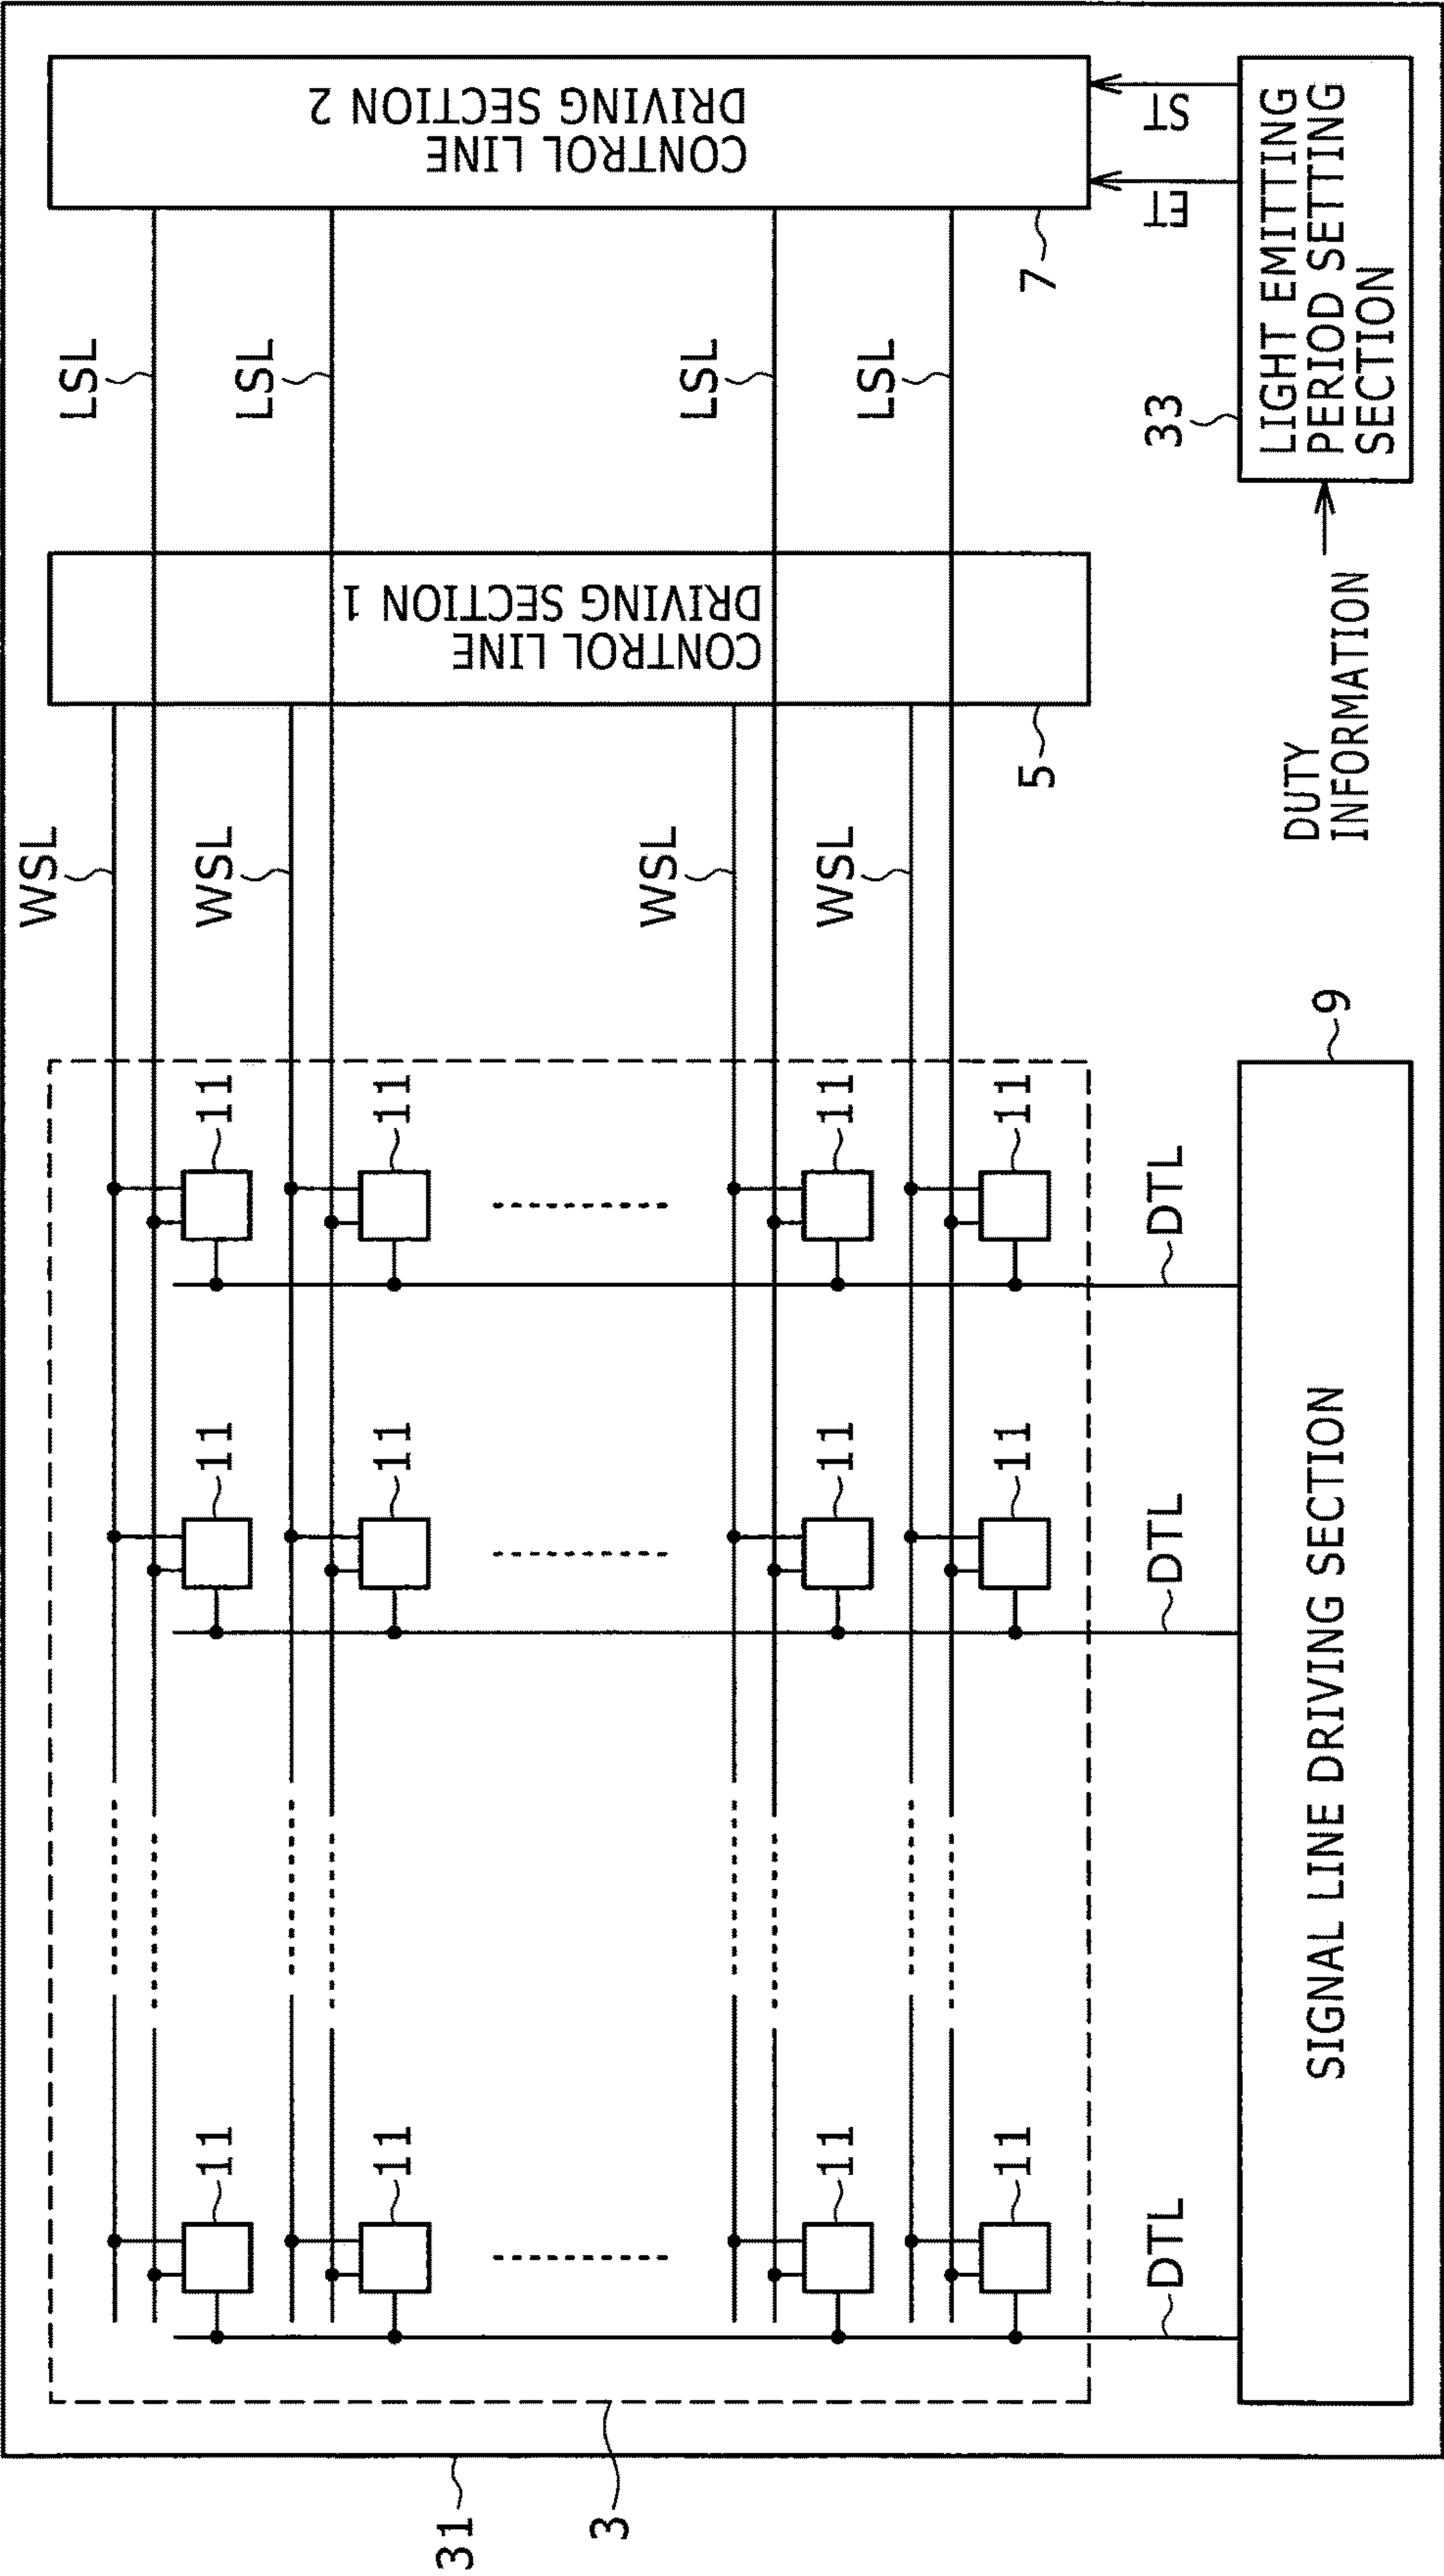 WSL
LSL
11
11
11
WSL
LSL
11
11
11
CONTROL LINE
DRIVING SECTION 1
CONTROL LINE
DRIVING SECTION 2
31
3
WSL
LSL
11
11
11
WSL
LSL
11
11
11
5
7
DTL
DTL
DTL
33
ET
ST
9
SIGNAL LINE DRIVING SECTION
DUTY
INFORMATION
LIGHT EMITTING
PERIOD SETTING
SECTION